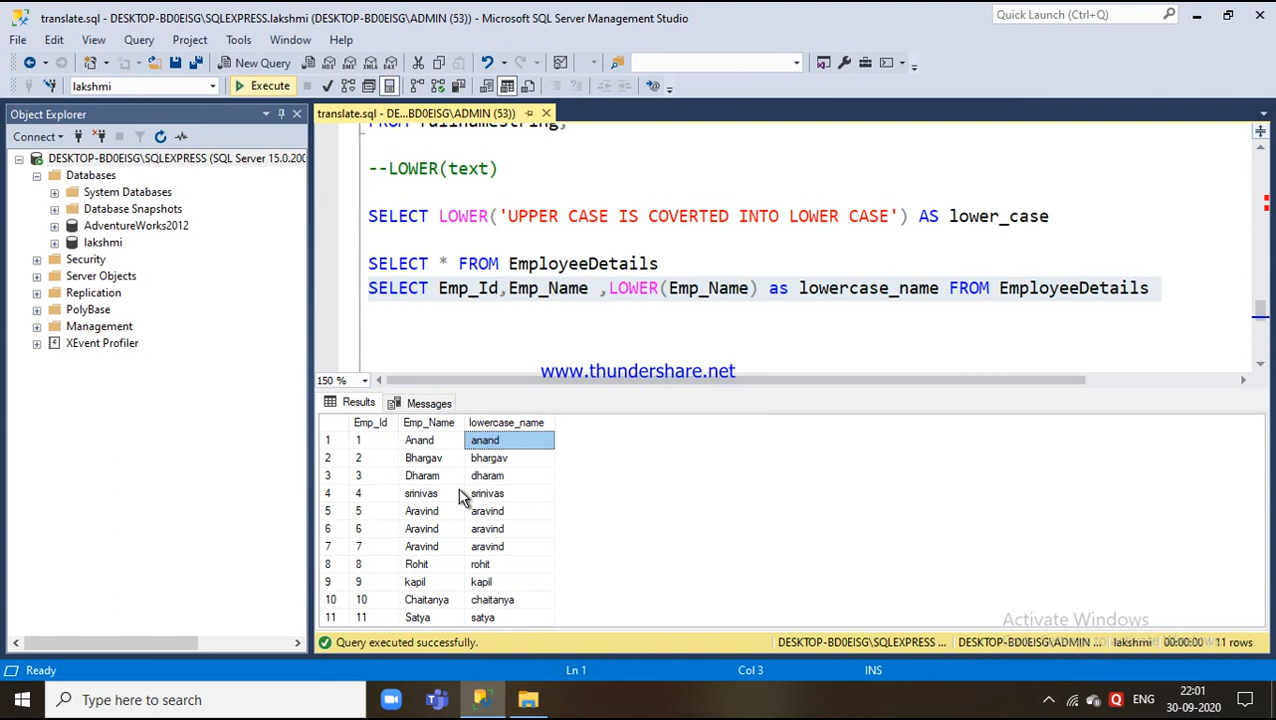 translate.sql - DESKTOP-BD0EISG\SQLEXPRESS.lakshmi (DESKTOP-BD0EISG\ADMIN (53)) - Microsoft SQL Server Management Studio
Quick Launch (Ctrl+Q)
File Edit View Query Project Tools Window Help
New Query
MDX DMX XMLA DAX
lakshmi
Execute
Object Explorer
translate.sql - DE...BD0EISG\ADMIN (53))
Connect
DESKTOP-BD0EISG\SQLEXPRESS (SQL Server 15.0.200
Databases
System Databases
Database Snapshots
AdventureWorks2012
lakshmi
Security
Server Objects
Replication
PolyBase
Management
XEvent Profiler
FROM fullnamestring;
--LOWER(text)
SELECT LOWER('UPPER CASE IS COVERTED INTO LOWER CASE') AS lower_case
SELECT * FROM EmployeeDetails
SELECT Emp_Id,Emp_Name ,LOWER(Emp_Name) as lowercase_name FROM EmployeeDetails
www.thundershare.net
150 %
Results Messages
Emp_Id Emp_Name lowercase_name
1 1 Anand anand
2 2 Bhargav bhargav
3 3 Dharam dharam
4 4 srinivas srinivas
5 5 Aravind aravind
6 6 Aravind aravind
7 7 Aravind aravind
8 8 Rohit rohit
9 9 kapil kapil
10 10 Chaitanya chaitanya
11 11 Satya satya
Activate Windows
Query executed successfully.
DESKTOP-BD0EISG\SQLEXPRESS ... DESKTOP-BD0EISG\ADMIN ... lakshmi 00:00:00 11 rows
Ready Ln 1 Col 3 INS
Type here to search
ENG
22:01
30-09-2020